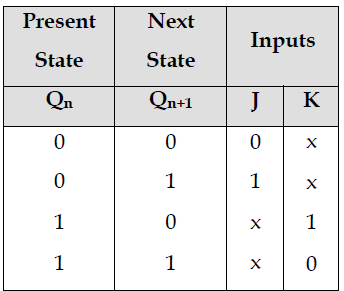 Present State Next State Inputs
Qn Qn+1 J K
0 0 0 x
0 1 1 x
1 0 x 1
1 1 x 0